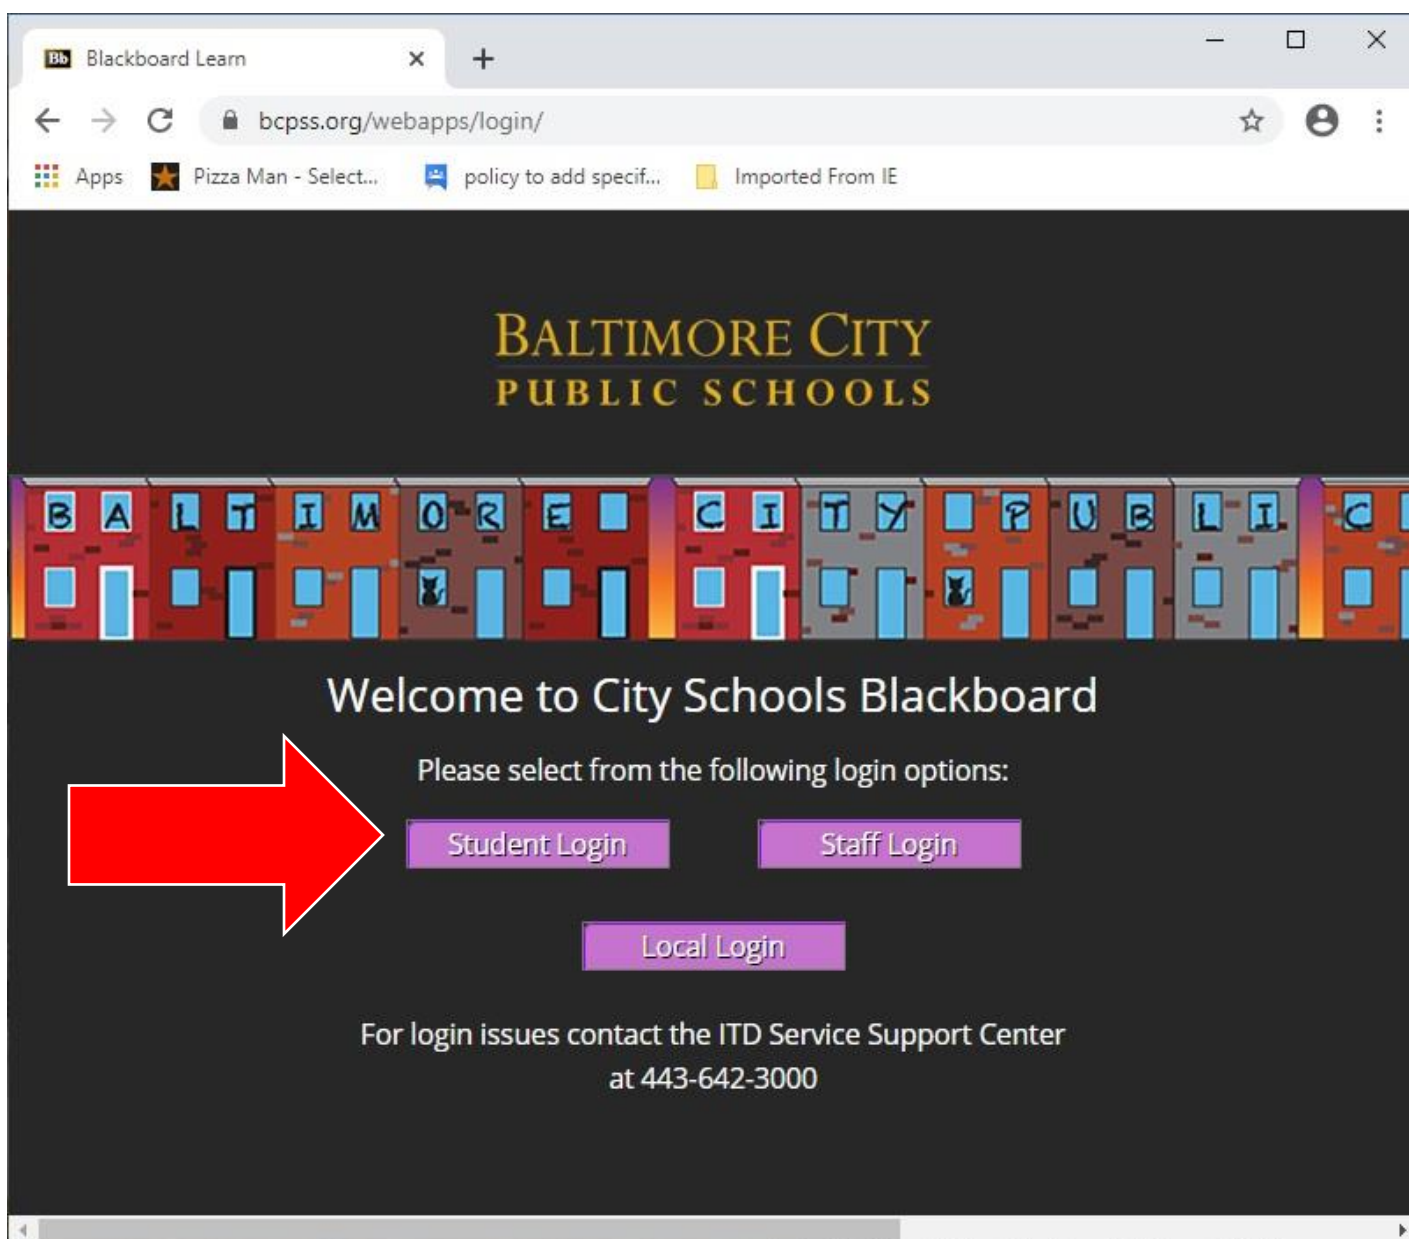 Bb Blackboard Learn
bcpss.org/webapps/login/
Apps Pizza Man - Select... policy to add specif... Imported From IE
BALTIMORE CITY
PUBLIC SCHOOLS
BALTIMORE CITY PUBLIC
Welcome to City Schools Blackboard
Please select from the following login options:
Student Login Staff Login
Local Login
For login issues contact the ITD Service Support Center
at 443-642-3000